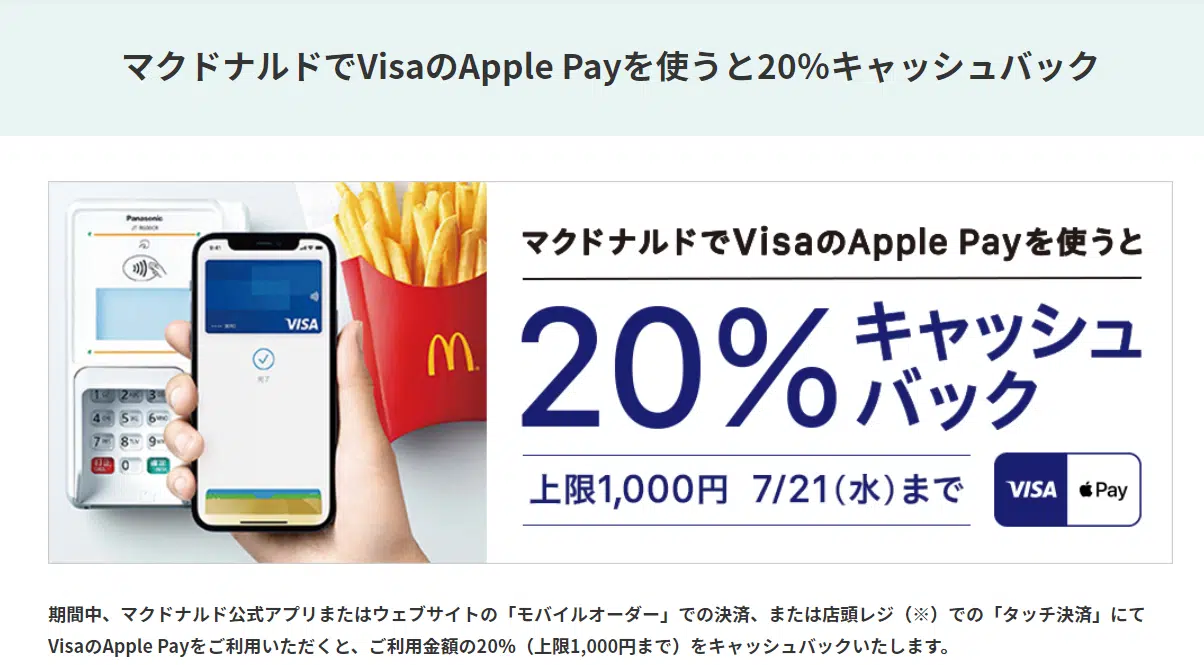 マクドナルドでVisaのApple Payを使うと20%キャッシュバック
Panasonic
9:41
VISA
完了
マクドナルドでVisaのApple Payを使うと
20%キャッシュ
バック
上限1,000円 7/21(水)まで
VISA Pay
期間中、マクドナルド公式アプリまたはウェブサイトの「モバイルオーダー」での決済、または店頭レジ（※）での「タッチ決済」にて
VisaのApple Payをご利用いただくと、ご利用金額の20%（上限1,000円まで）をキャッシュバックいたします。